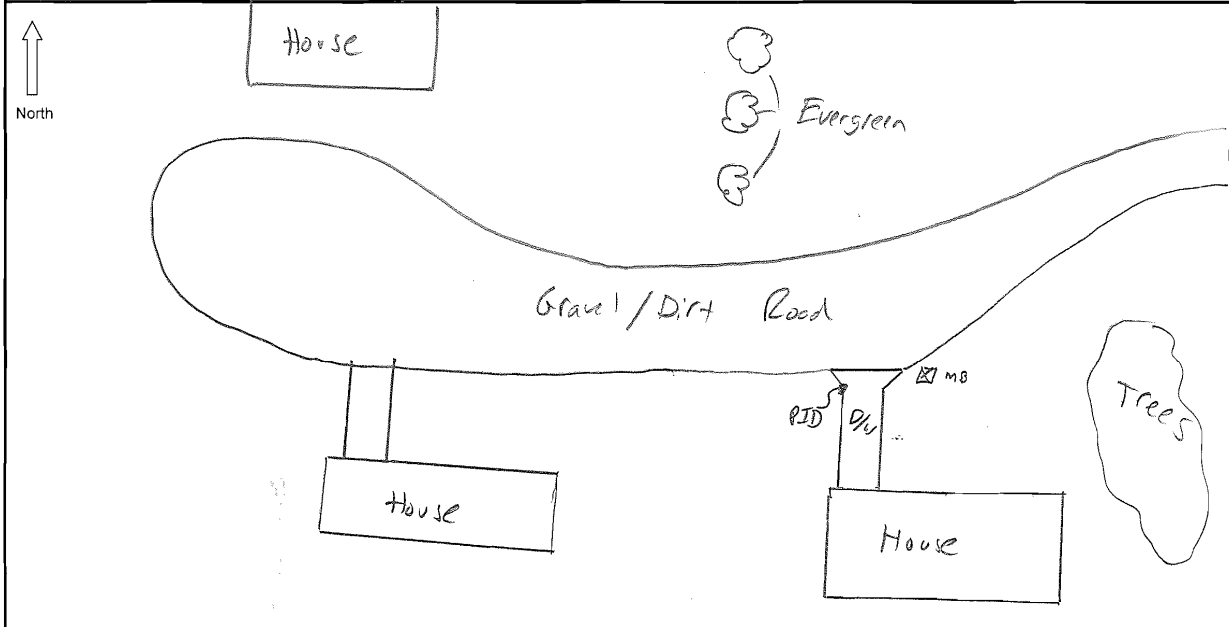 House
North
Evergreen
Gravel/Dirt Road
MB
PID
D/W
Trees
House
House